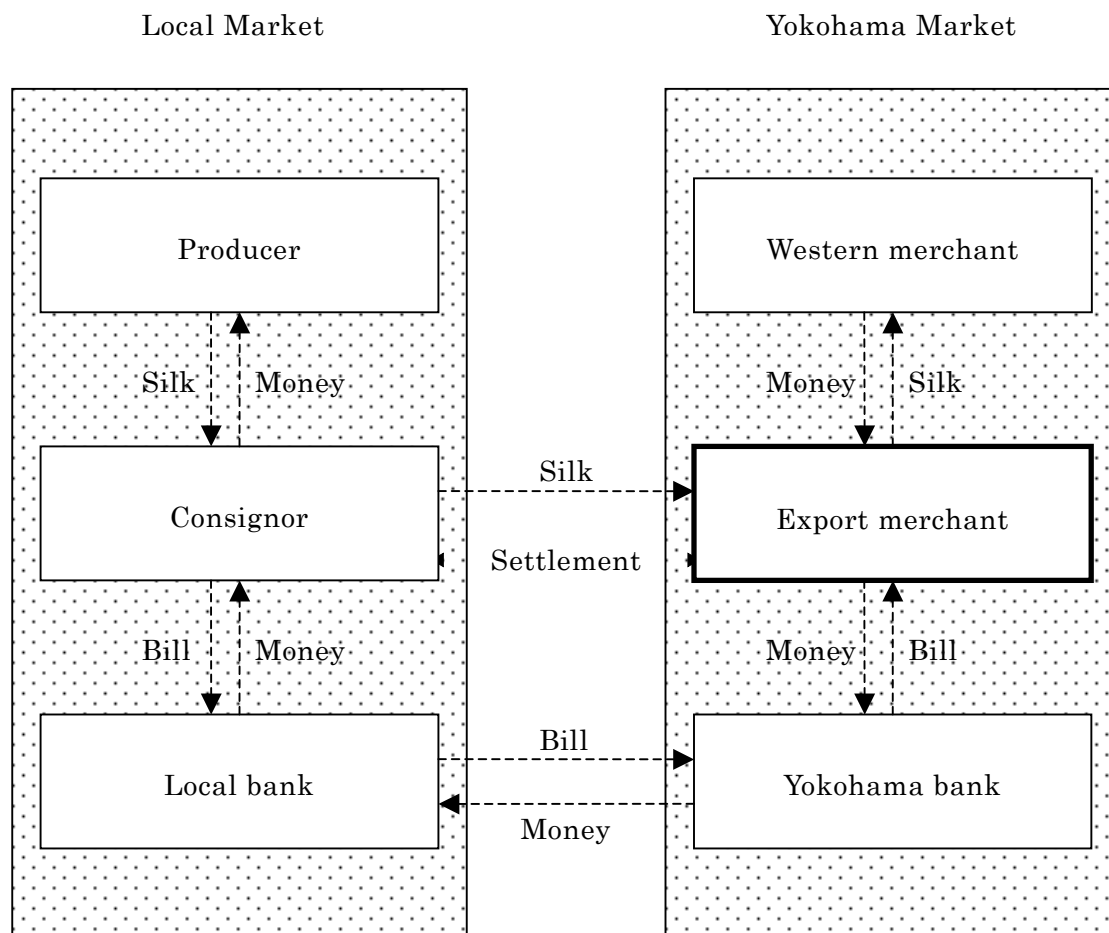 Local Market
Yokohama Market
Producer
Western merchant
Silk
Money
Money
Silk
Consignor
Silk
Export merchant
Settlement
Bill
Money
Money
Bill
Local bank
Bill
Yokohama bank
Money